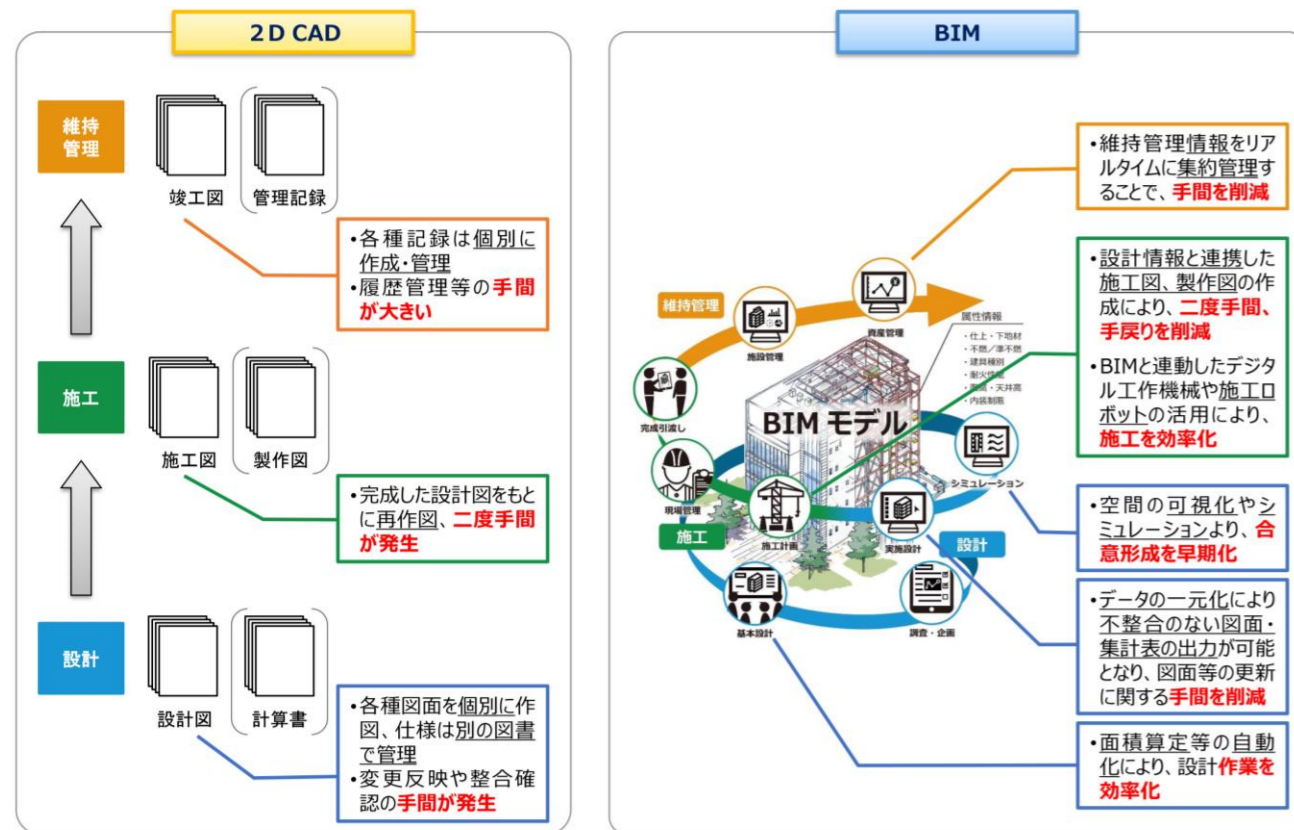 2D CAD
維持
管理
竣工図
管理記録
・各種記録は個別に
作成・管理
・履歴管理等の手間
が大きい
施工
施工図
製作図
・完成した設計図をもと
に再作図、二度手間
が発生
設計
設計図
計算書
・各種図面を個別に作
図、仕様は別の図書
で管理
・変更反映や整合確
認の手間が発生
BIM
・維持管理情報をリア
ルタイムに集約管理す
ることで、手間を削減
・設計情報と連携した
施工図、製作図の作
成により、二度手間、
手戻りを削減
・BIMと連動したデジタ
ル工作機械や施工ロ
ボットの活用により、
施工を効率化
・空間の可視化やシ
ミュレーションより、合
意形成を早期化
・データの一元化により
不整合のない図面・
集計表の出力が可能
となり、図面等の更新
に関する手間を削減
・面積算定等の自動
化により、設計作業を
効率化
維持管理
施設管理
資産管理
属性情報
・仕上・下地材
・不燃/準不燃
・建具種別
・耐火性能
・天井高
・内装制限
完成引渡し
BIM モデル
シミュレーション
現場管理
施工計画
実施設計
施工
設計
基本設計
調査・企画